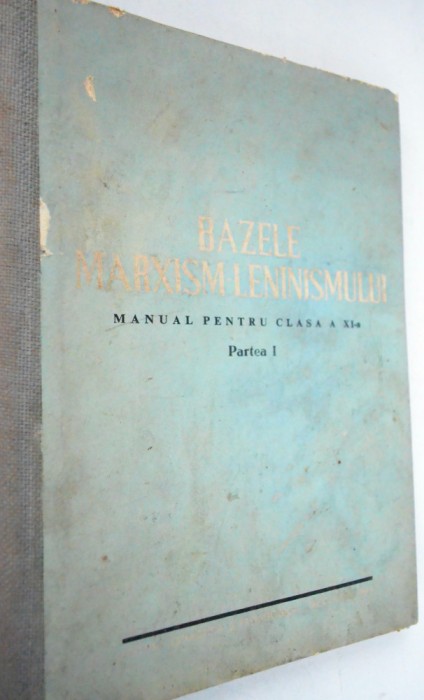 BAZELE
MARXISM-LENINISMULUI
MANUAL PENTRU CLASA A XI-a
Partea I